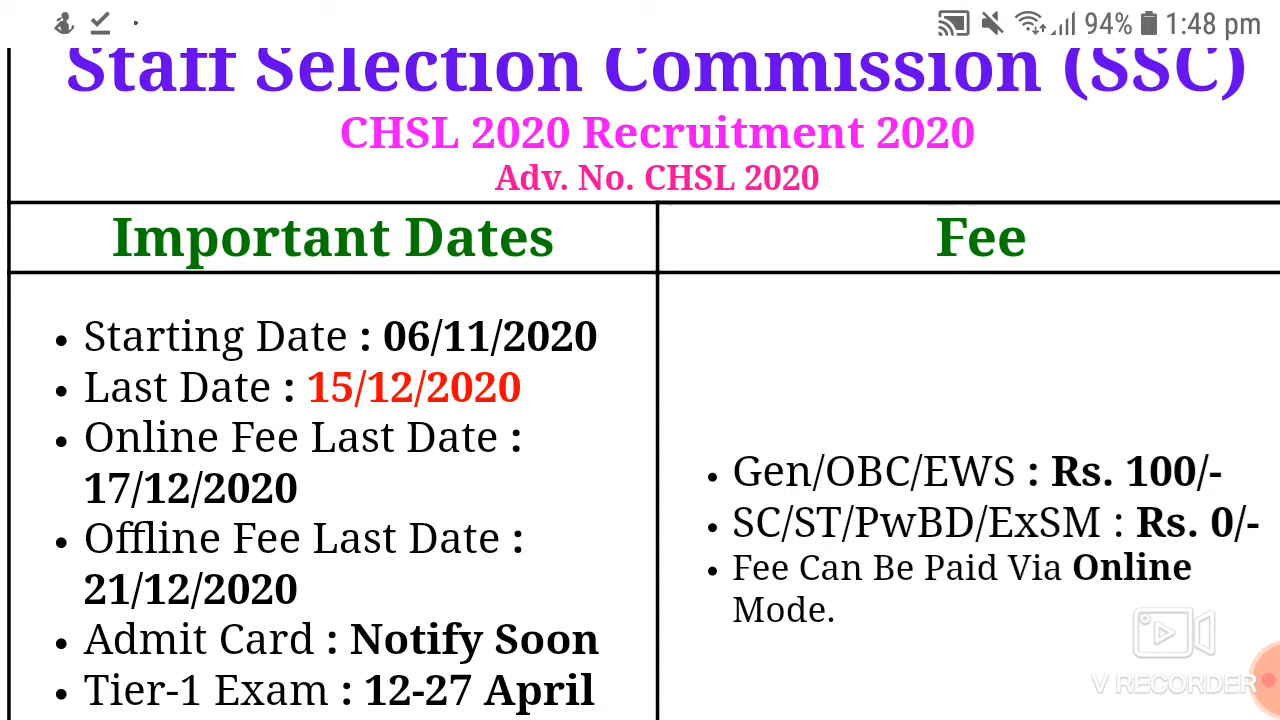 94% 1:48 pm
Staff Selection Commission (SSC)
CHSL 2020 Recruitment 2020
Adv. No. CHSL 2020
Important Dates
Fee
• Starting Date : 06/11/2020
• Last Date : 15/12/2020
• Online Fee Last Date :
17/12/2020
• Offline Fee Last Date :
21/12/2020
• Admit Card : Notify Soon
• Tier-1 Exam : 12-27 April
• Gen/OBC/EWS : Rs. 100/-
• SC/ST/PwBD/ExSM : Rs. 0/-
• Fee Can Be Paid Via Online
Mode.
V RECORDER